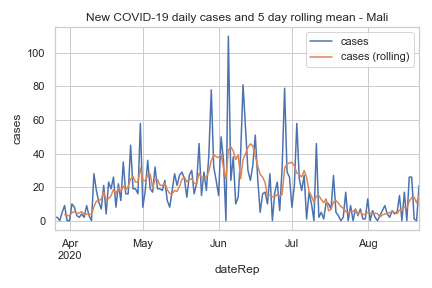 New COVID-19 daily cases and 5 day rolling mean - Mali
cases
cases (rolling)
100
80
60
40
20
0
cases
Apr
2020
May
Jun
Jul
Aug
dateRep